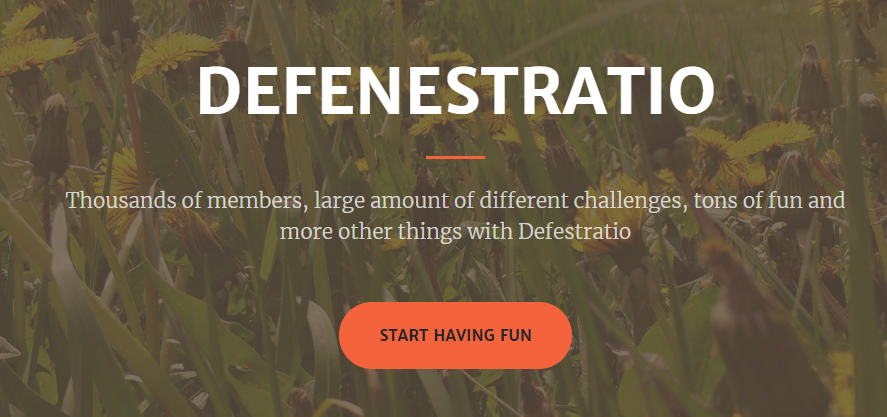 DEFENESTRATIO
Thousands of members, large amount of different challenges, tons of fun and
more other things with Defestratio
START HAVING FUN